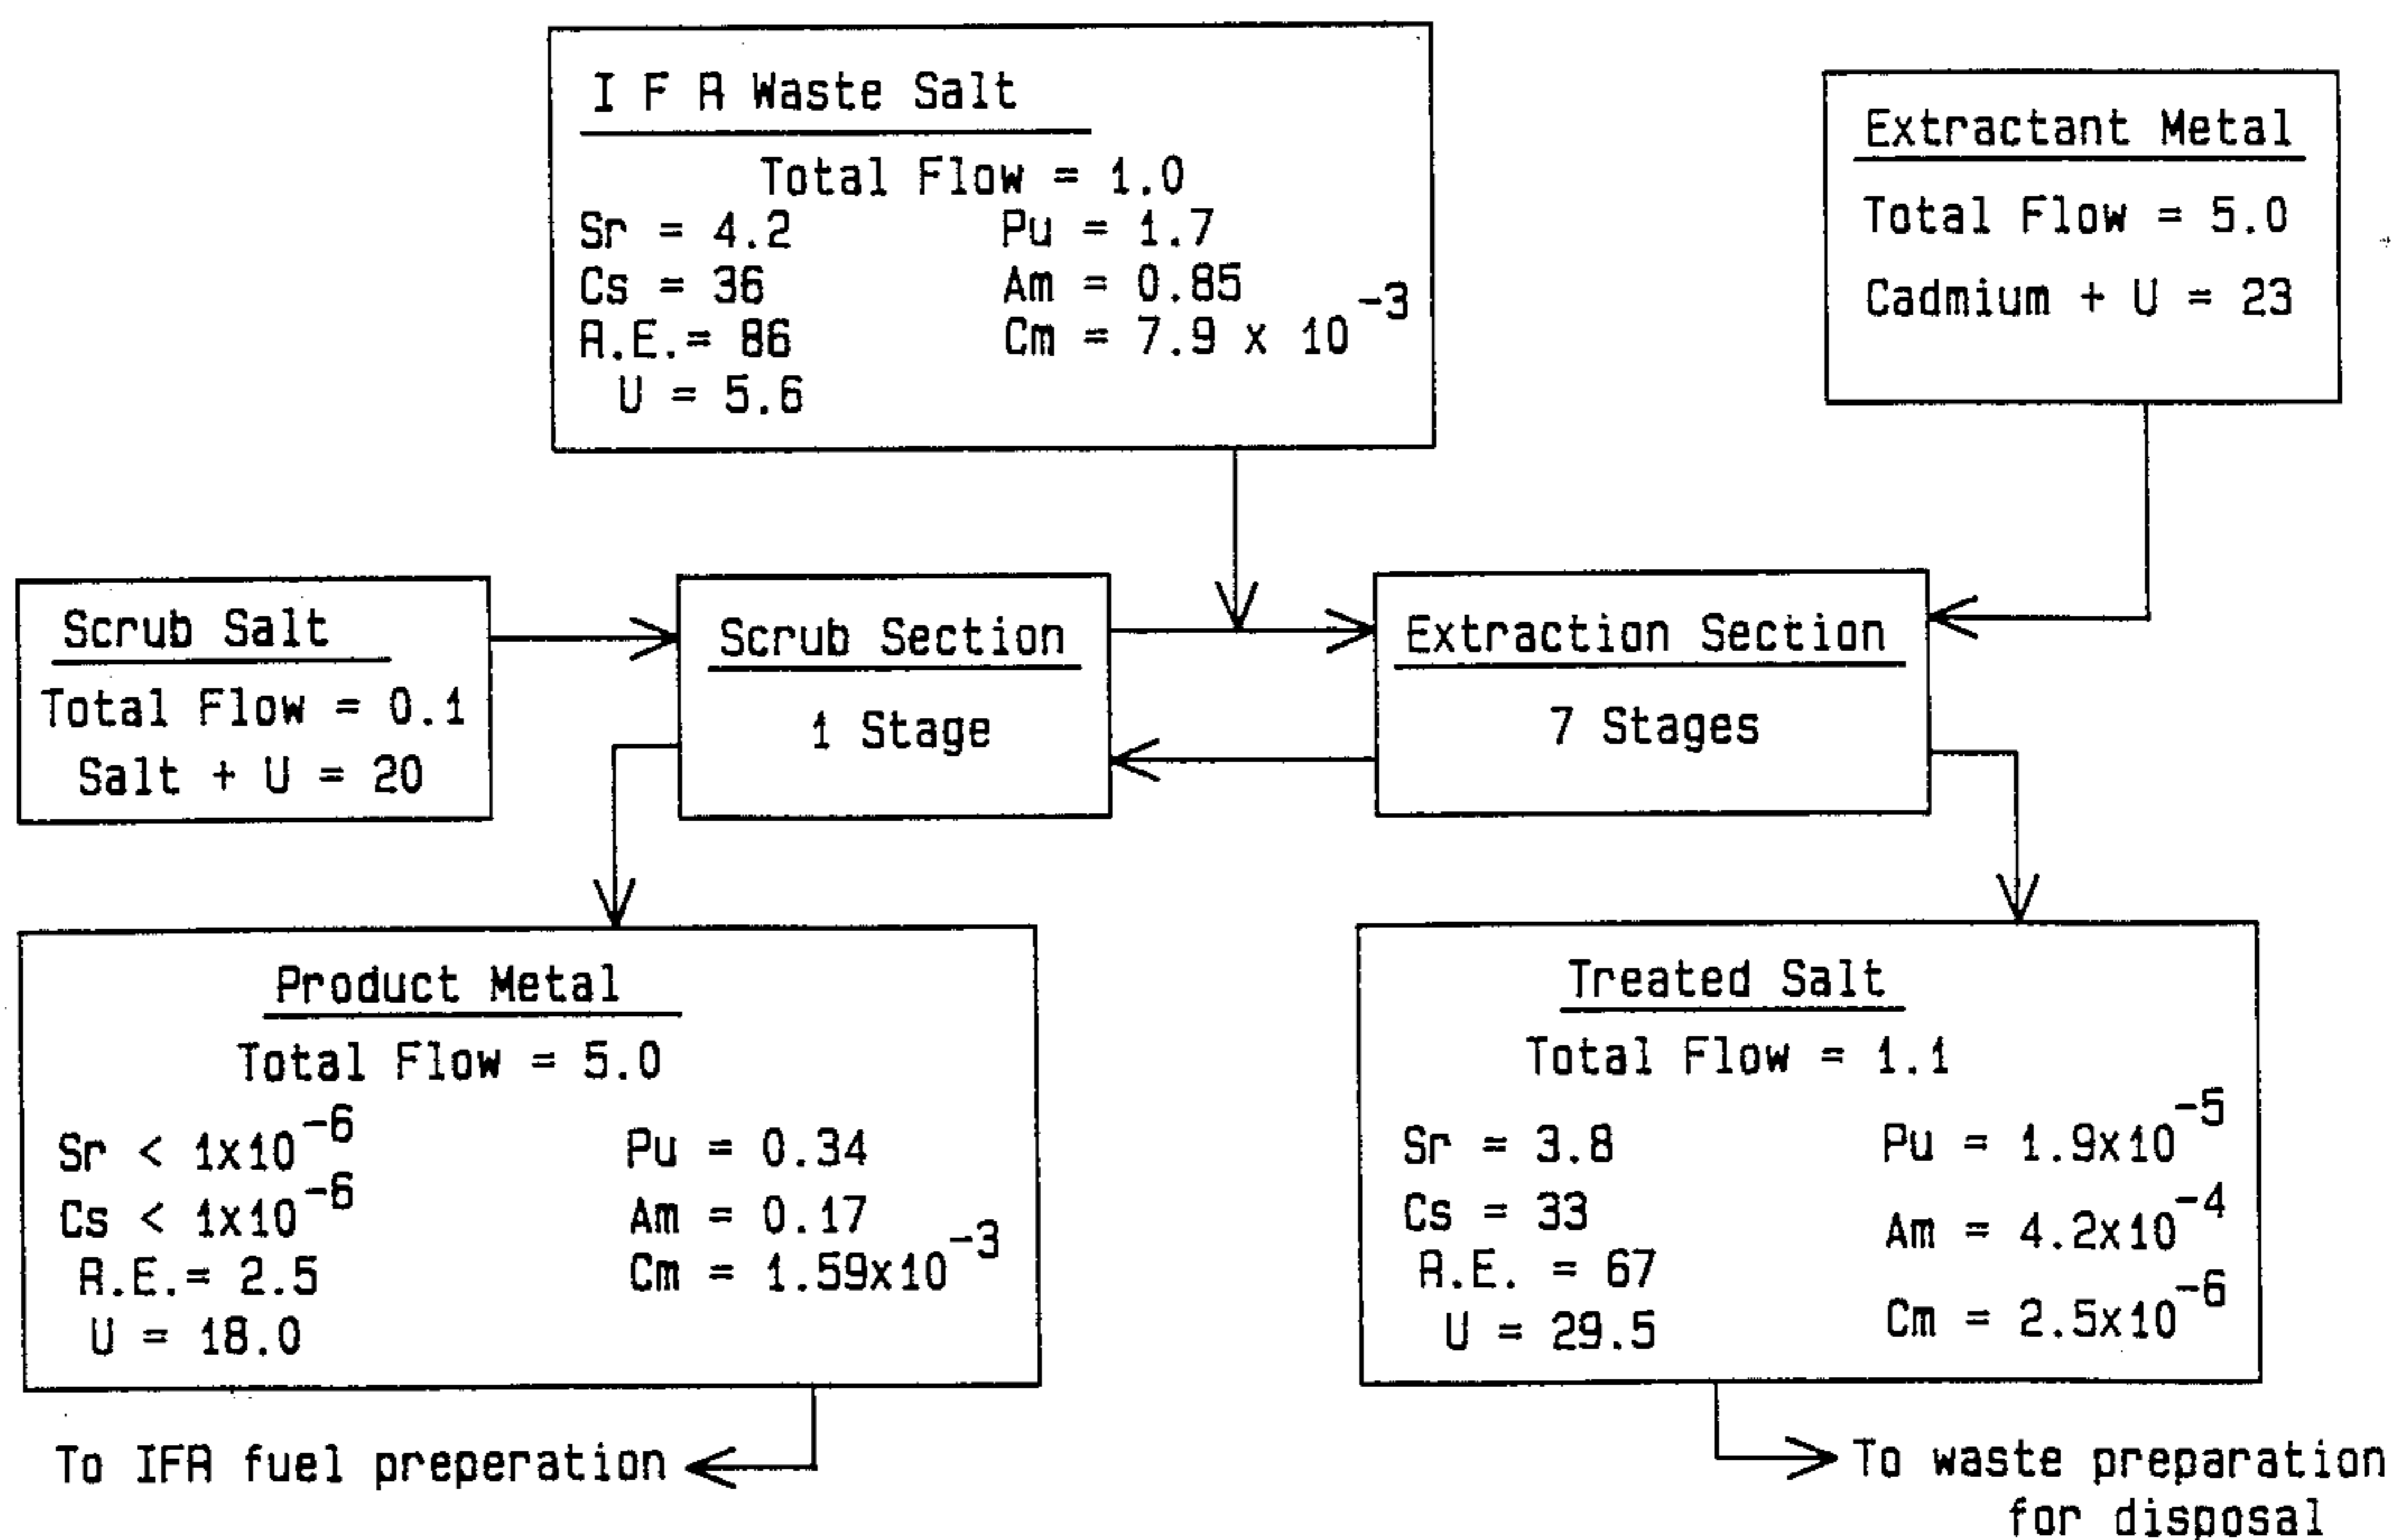 I F R Waste Salt
Total Flow = 1.0
Sr = 4.2
Cs = 36
R.E.= 86
U = 5.6
Pu = 1.7
Am = 0.85
Cm = 7.9 x 10⁻³
Extractant Metal
Total Flow = 5.0
Cadmium + U = 23
Scrub Salt
Total Flow = 0.1
Salt + U = 20
Scrub Section
1 Stage
Extraction Section
7 Stages
Product Metal
Total Flow = 5.0
Sr < 1x10⁻⁶
Cs < 1x10⁻⁶
R.E.= 2.5
U = 18.0
Pu = 0.34
Am = 0.17
Cm = 1.59x10⁻³
Treated Salt
Total Flow = 1.1
Sr = 3.8
Cs = 33
R.E. = 67
U = 29.5
Pu = 1.9x10⁻⁵
Am = 4.2x10⁻⁴
Cm = 2.5x10⁻⁶
To IFR fuel preperation
To waste preparation
for disposal